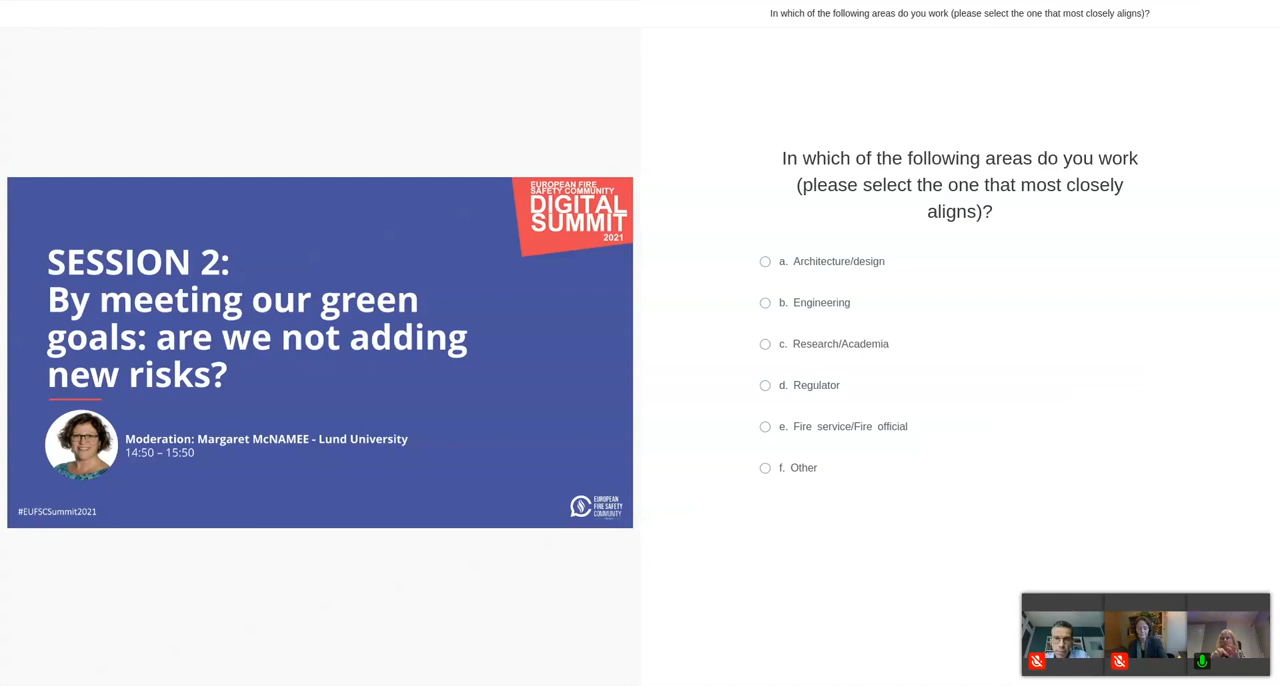 In which of the following areas do you work (please select the one that most closely aligns)?
EUROPEAN FIRE
SAFETY COMMUNITY
DIGITAL
SUMMIT
2021
SESSION 2:
By meeting our green
goals: are we not adding
new risks?
Moderation: Margaret McNAMEE - Lund University
14:50 – 15:50
#EUFSCSummit2021
EUROPEAN
FIRE SAFETY
COMMUNITY
In which of the following areas do you work
(please select the one that most closely
aligns)?
a. Architecture/design
b. Engineering
c. Research/Academia
d. Regulator
e. Fire service/Fire official
f. Other